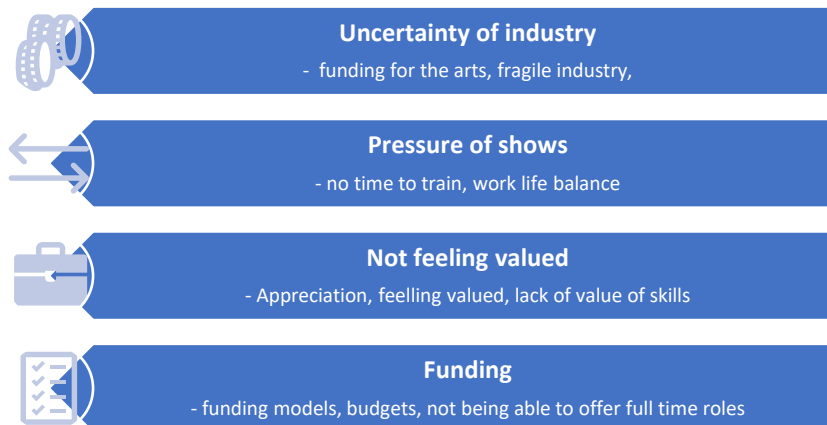 Uncertainty of industry
- funding for the arts, fragile industry,
Pressure of shows
- no time to train, work life balance
Not feeling valued
- Appreciation, feelling valued, lack of value of skills
Funding
- funding models, budgets, not being able to offer full time roles